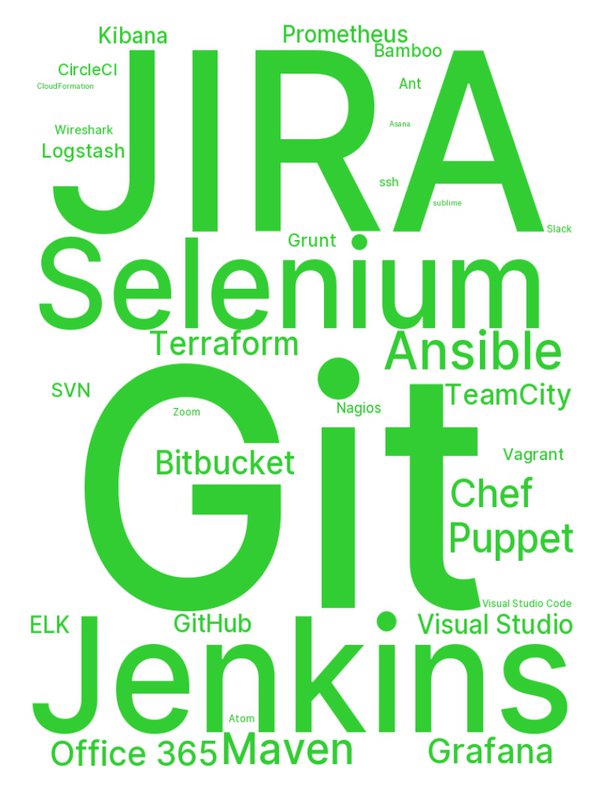 Kibana
Prometheus
Bamboo
CircleCI
Ant
CloudFormation
JIRA
Asana
Wireshark
Logstash
ssh
sublime
Slack
Grunt
Selenium
Terraform
Ansible
SVN
TeamCity
Zoom
Nagios
Git
Bitbucket
Vagrant
Chef
Puppet
Visual Studio Code
ELK
GitHub
Visual Studio
Jenkins
Atom
Office 365
Maven
Grafana